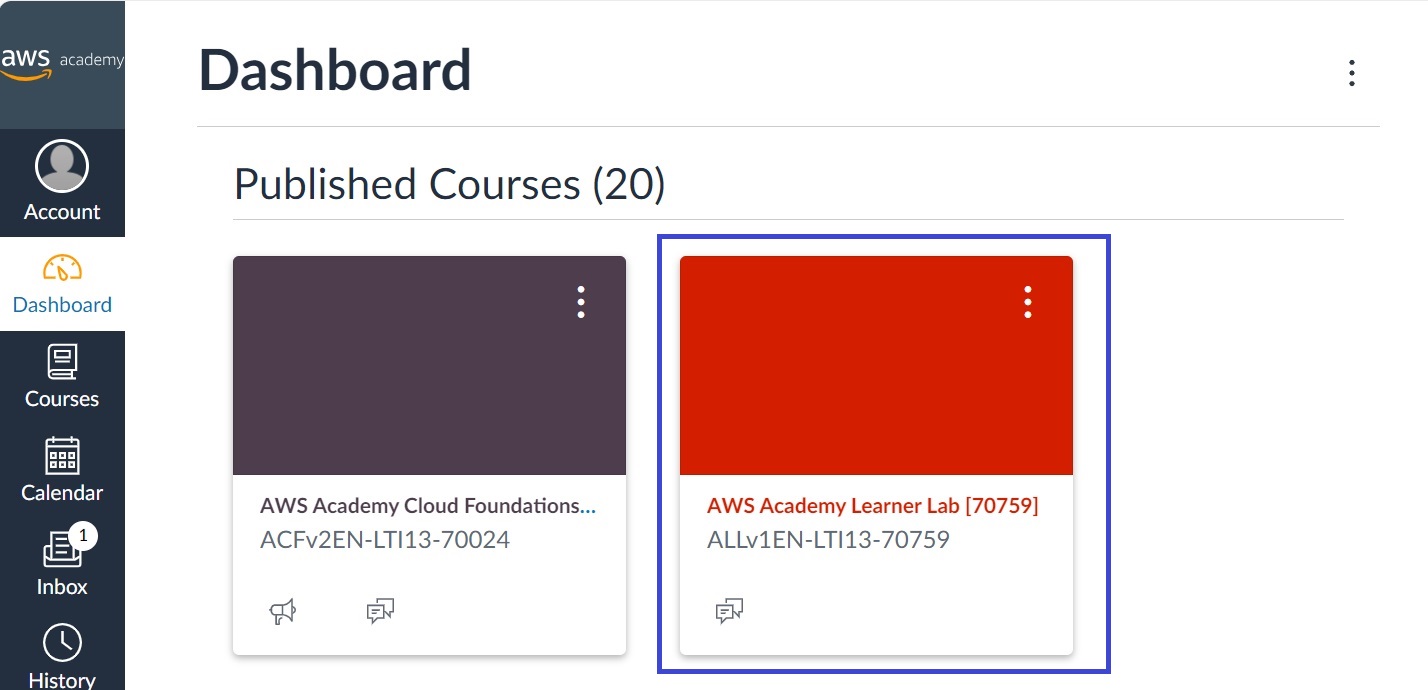 aws academy
Account
Dashboard
Courses
Calendar
1
Inbox
History
Dashboard
Published Courses (20)
AWS Academy Cloud Foundations...
ACFv2EN-LTI13-70024
AWS Academy Learner Lab [70759]
ALLv1EN-LTI13-70759